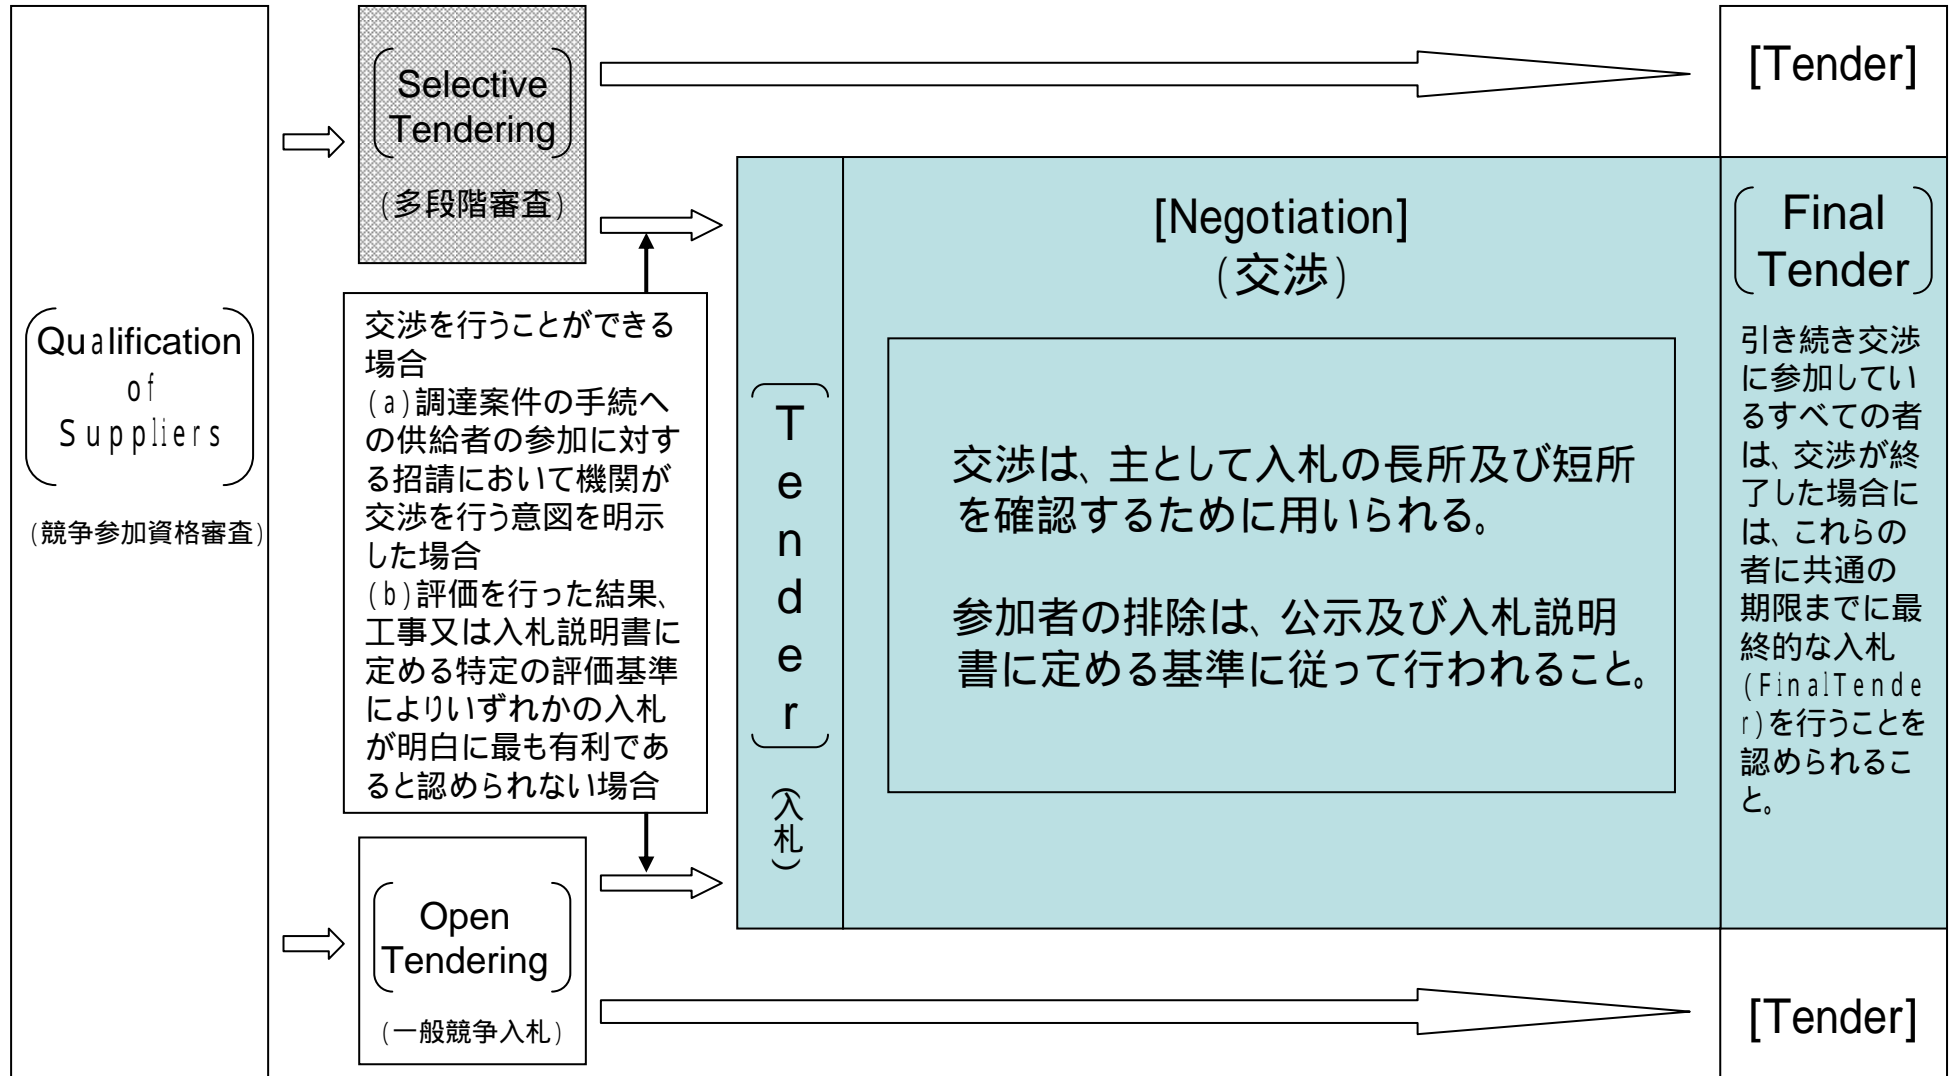 Qualification
of
Suppliers
(競争参加資格審査)
Selective
Tendering
(多段階審査)
交渉を行うことができる
場合
(a)調達案件の手続へ
の供給者の参加に対す
る招請において機関が
交渉を行う意図を明示
した場合
(b)評価を行った結果、
工事又は入札説明書に
定める特定の評価基準
によりいずれかの入札
が明白に最も有利であ
ると認められない場合
Open
Tendering
(一般競争入札)
Tender
(入札)
[Negotiation]
(交渉)
交渉は、主として入札の長所及び短所
を確認するために用いられる。
参加者の排除は、公示及び入札説明
書に定める基準に従って行われること。
[Tender]
Final
Tender
引き続き交渉
に参加してい
るすべての者
は、交渉が終
了した場合に
は、これらの
者に共通の
期限までに最
終的な入札
(FinalTende
r)を行うことを
認められるこ
と。
[Tender]